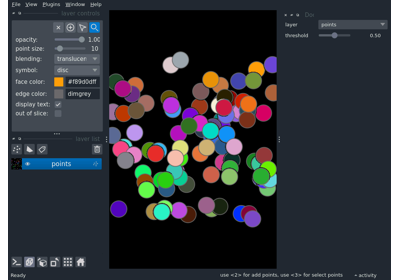 File View Plugins Window Help
layer controls
opacity: 1.00
point size: 10
blending: translucen
symbol: disc
face color: #f89d0dff
edge color: dimgrey
display text:
out of slice:
layer list
points
Ready
layer points
threshold 0.50
use <2> for add points, use <3> for select points
activity